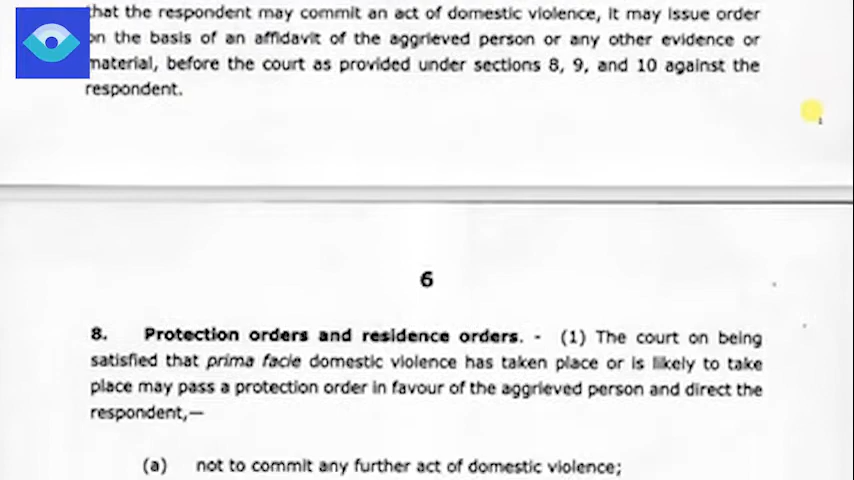 that the respondent may commit an act of domestic violence, it may issue order
on the basis of an affidavit of the aggrieved person or any other evidence or
material, before the court as provided under sections 8, 9, and 10 against the
respondent.
6
8. Protection orders and residence orders. - (1) The court on being
satisfied that prima facie domestic violence has taken place or is likely to take
place may pass a protection order in favour of the aggrieved person and direct the
respondent,—
(a) not to commit any further act of domestic violence;